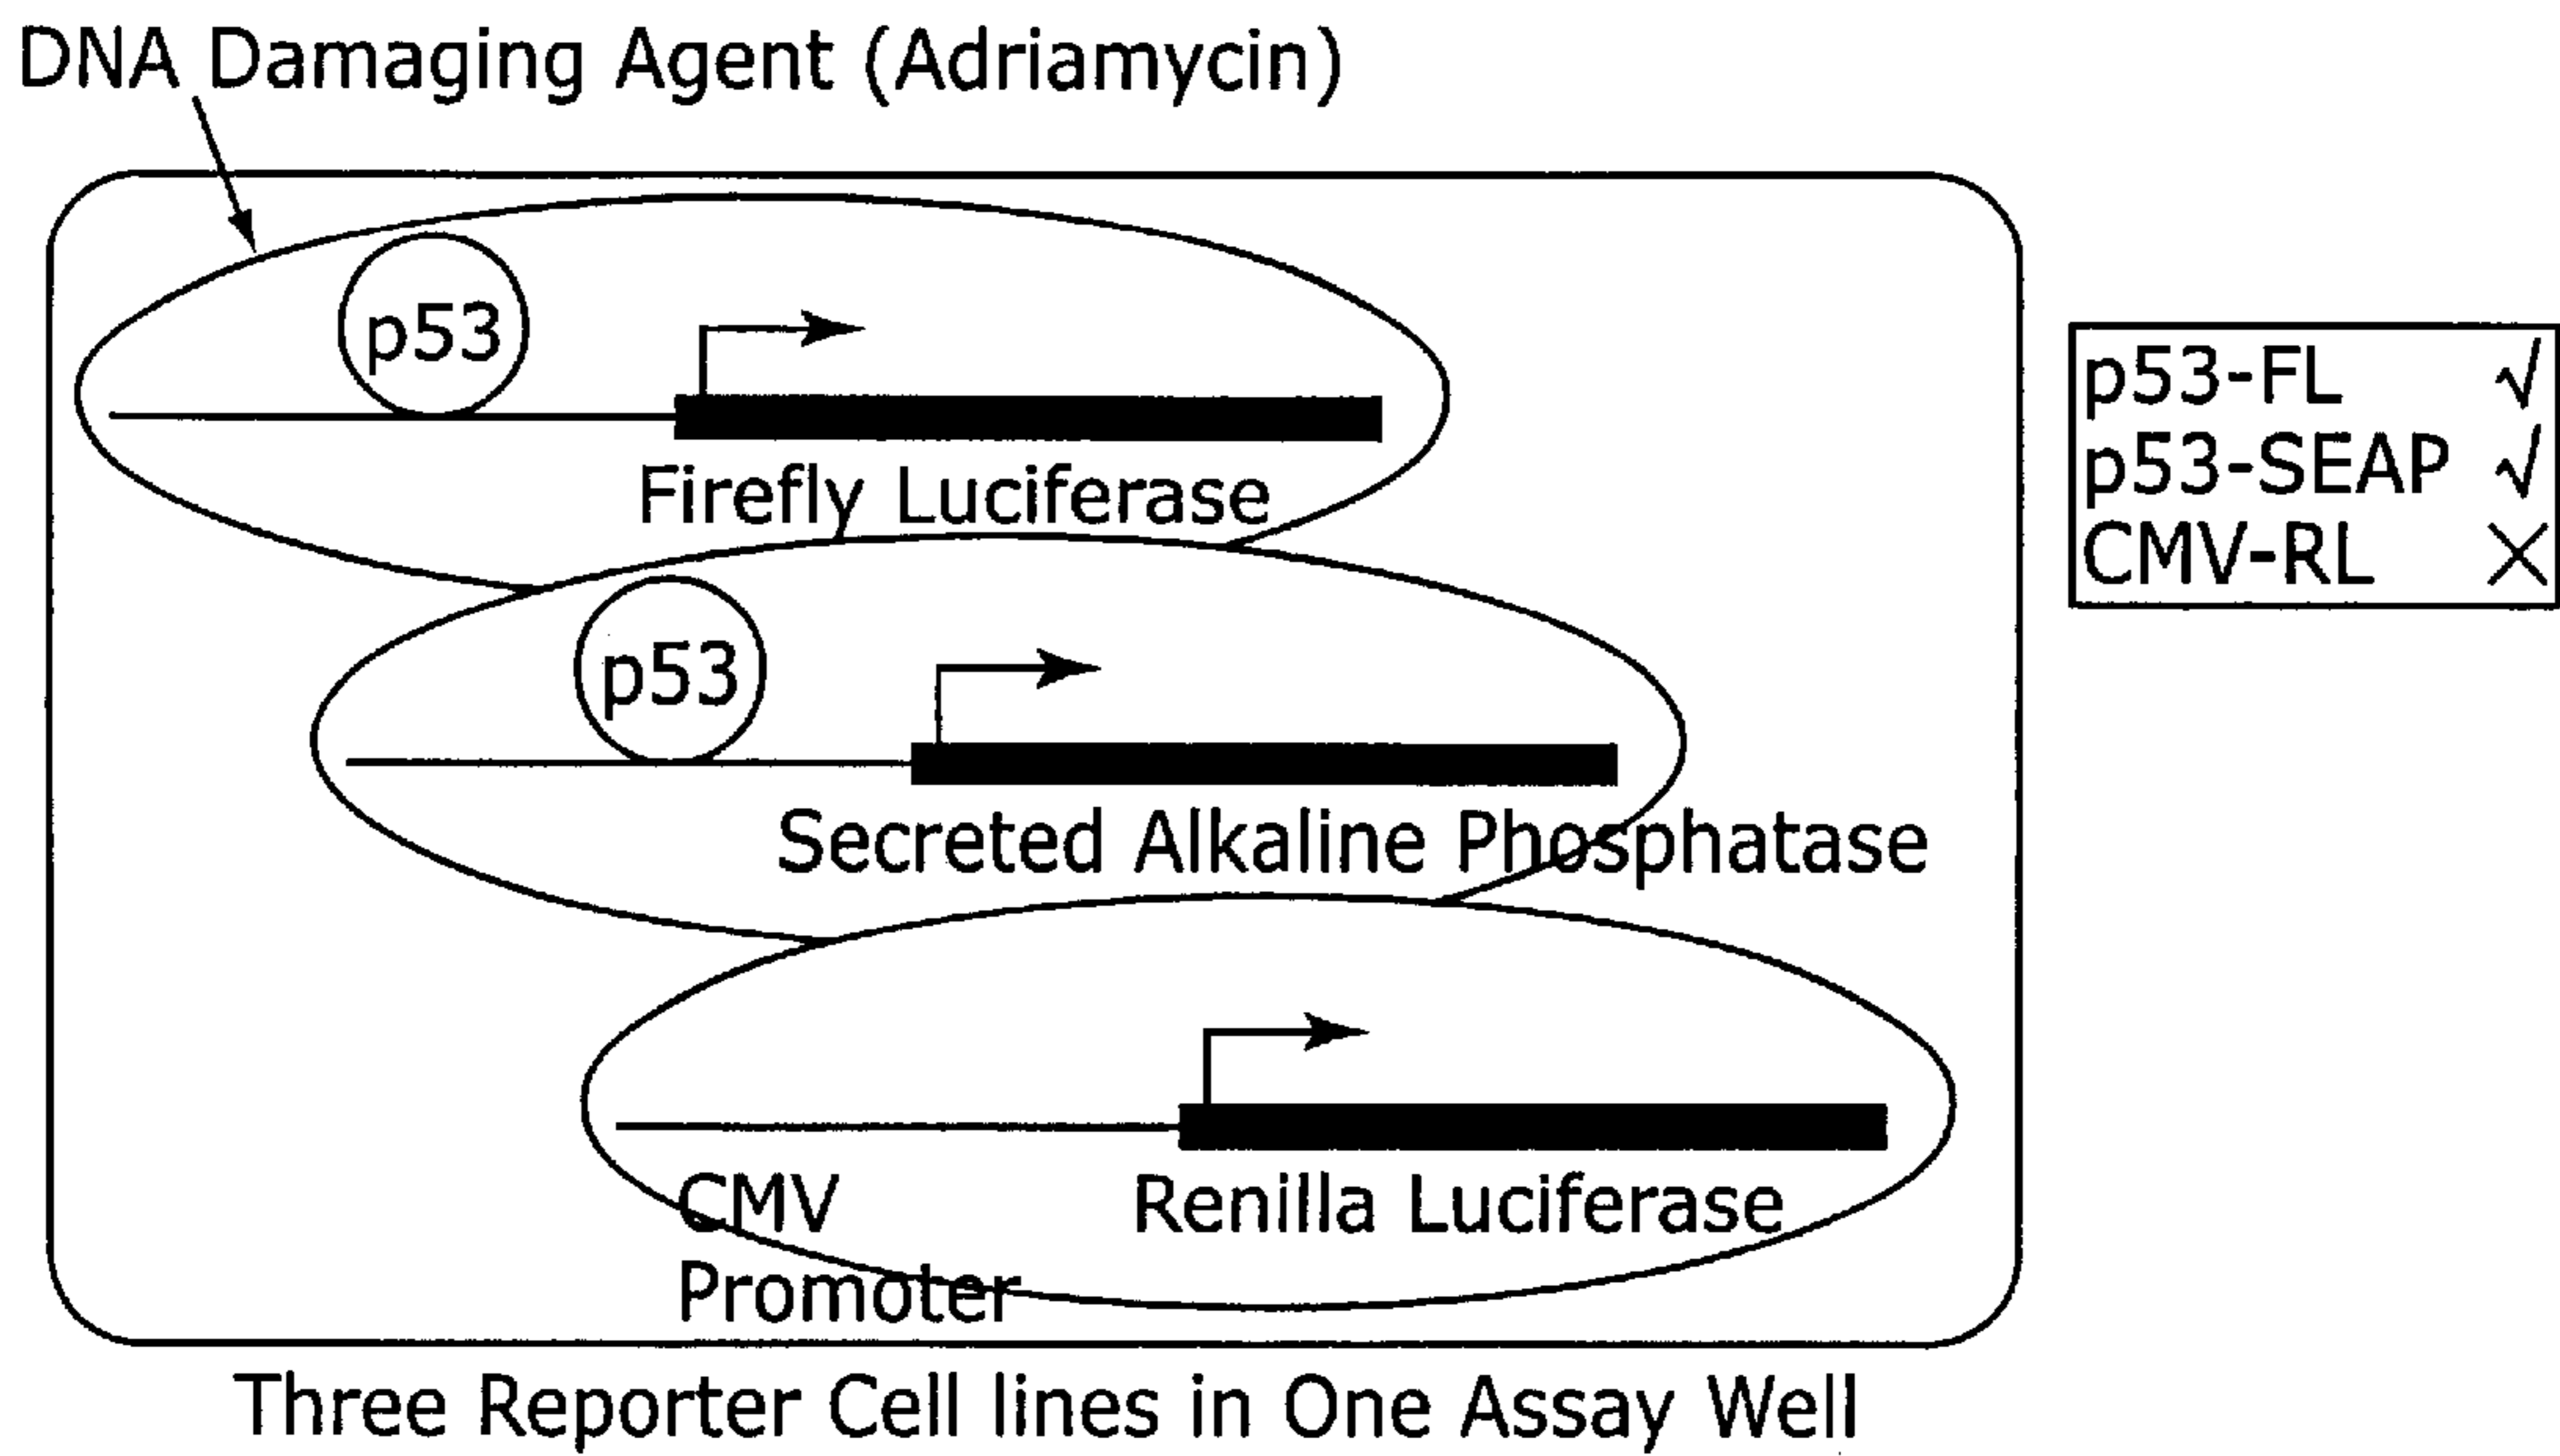 DNA Damaging Agent (Adriamycin)
p53
Firefly Luciferase
p53
Secreted Alkaline Phosphatase
CMV
Promoter
Renilla Luciferase
p53-FL √
p53-SEAP √
CMV-RL ×
Three Reporter Cell lines in One Assay Well